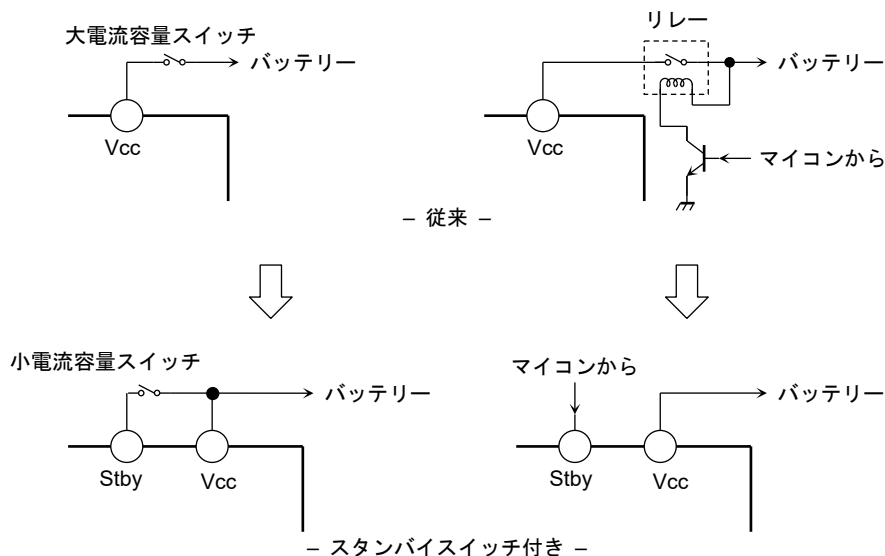 大電流容量スイッチ
バッテリー
Vcc
リレー
バッテリー
Vcc
マイコンから
– 従来 –
小電流容量スイッチ
バッテリー
Stby
Vcc
マイコンから
バッテリー
Stby
Vcc
– スタンバイスイッチ付き –